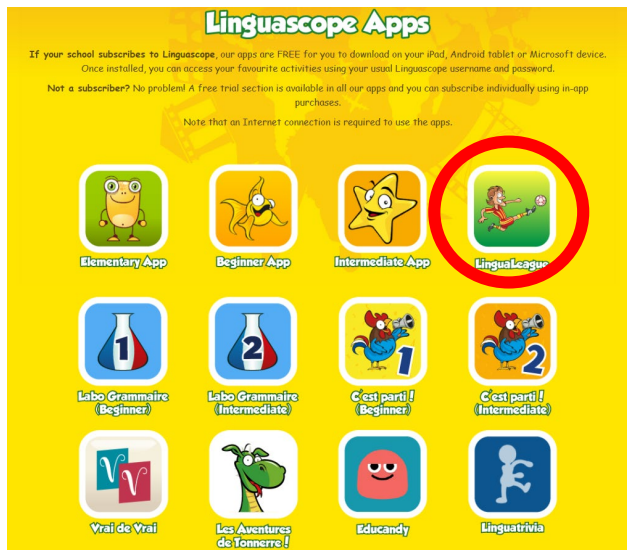 Linguascope Apps
If your school subscribes to Linguascope, our apps are FREE for you to download on your iPad, Android tablet or Microsoft device.
Once installed, you can access your favourite activities using your usual Linguascope username and password.
Not a subscriber? No problem! A free trial section is available in all our apps and you can subscribe individually using in-app
purchases.
Note that an Internet connection is required to use the apps.
Elementary App
Beginner App
Intermediate App
LinguaLeague
1
2
1
2
Labo Grammaire
(Beginner)
Labo Grammaire
(Intermediate)
C'est parti !
(Beginner)
C'est parti !
(Intermediate)
V
V
Vrai de Vrai
Les Aventures
de Tonnerre !
Educandy
Linguatrivia